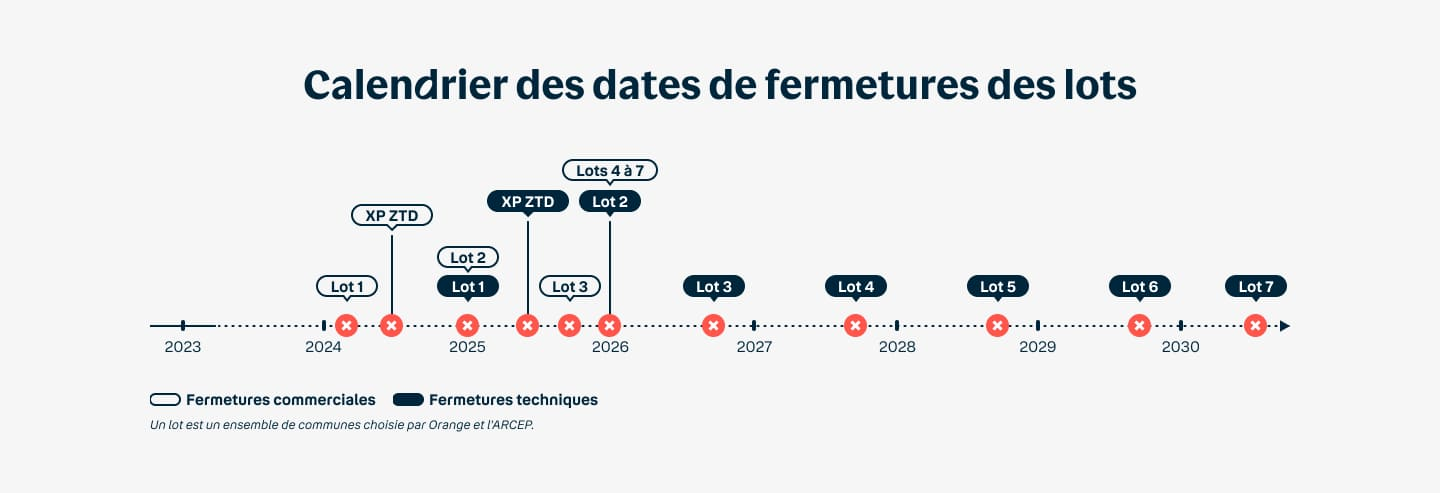 Calendrier des dates de fermetures des lots
Lots 4 à 7
XP ZTD
Lot 2
XP ZTD
Lot 2
Lot 1
Lot 1
Lot 3
Lot 3
Lot 4
Lot 5
Lot 6
Lot 7
2023
2024
2025
2026
2027
2028
2029
2030
Fermetures commerciales
Fermetures techniques
Un lot est un ensemble de communes choisie par Orange et l'ARCEP.